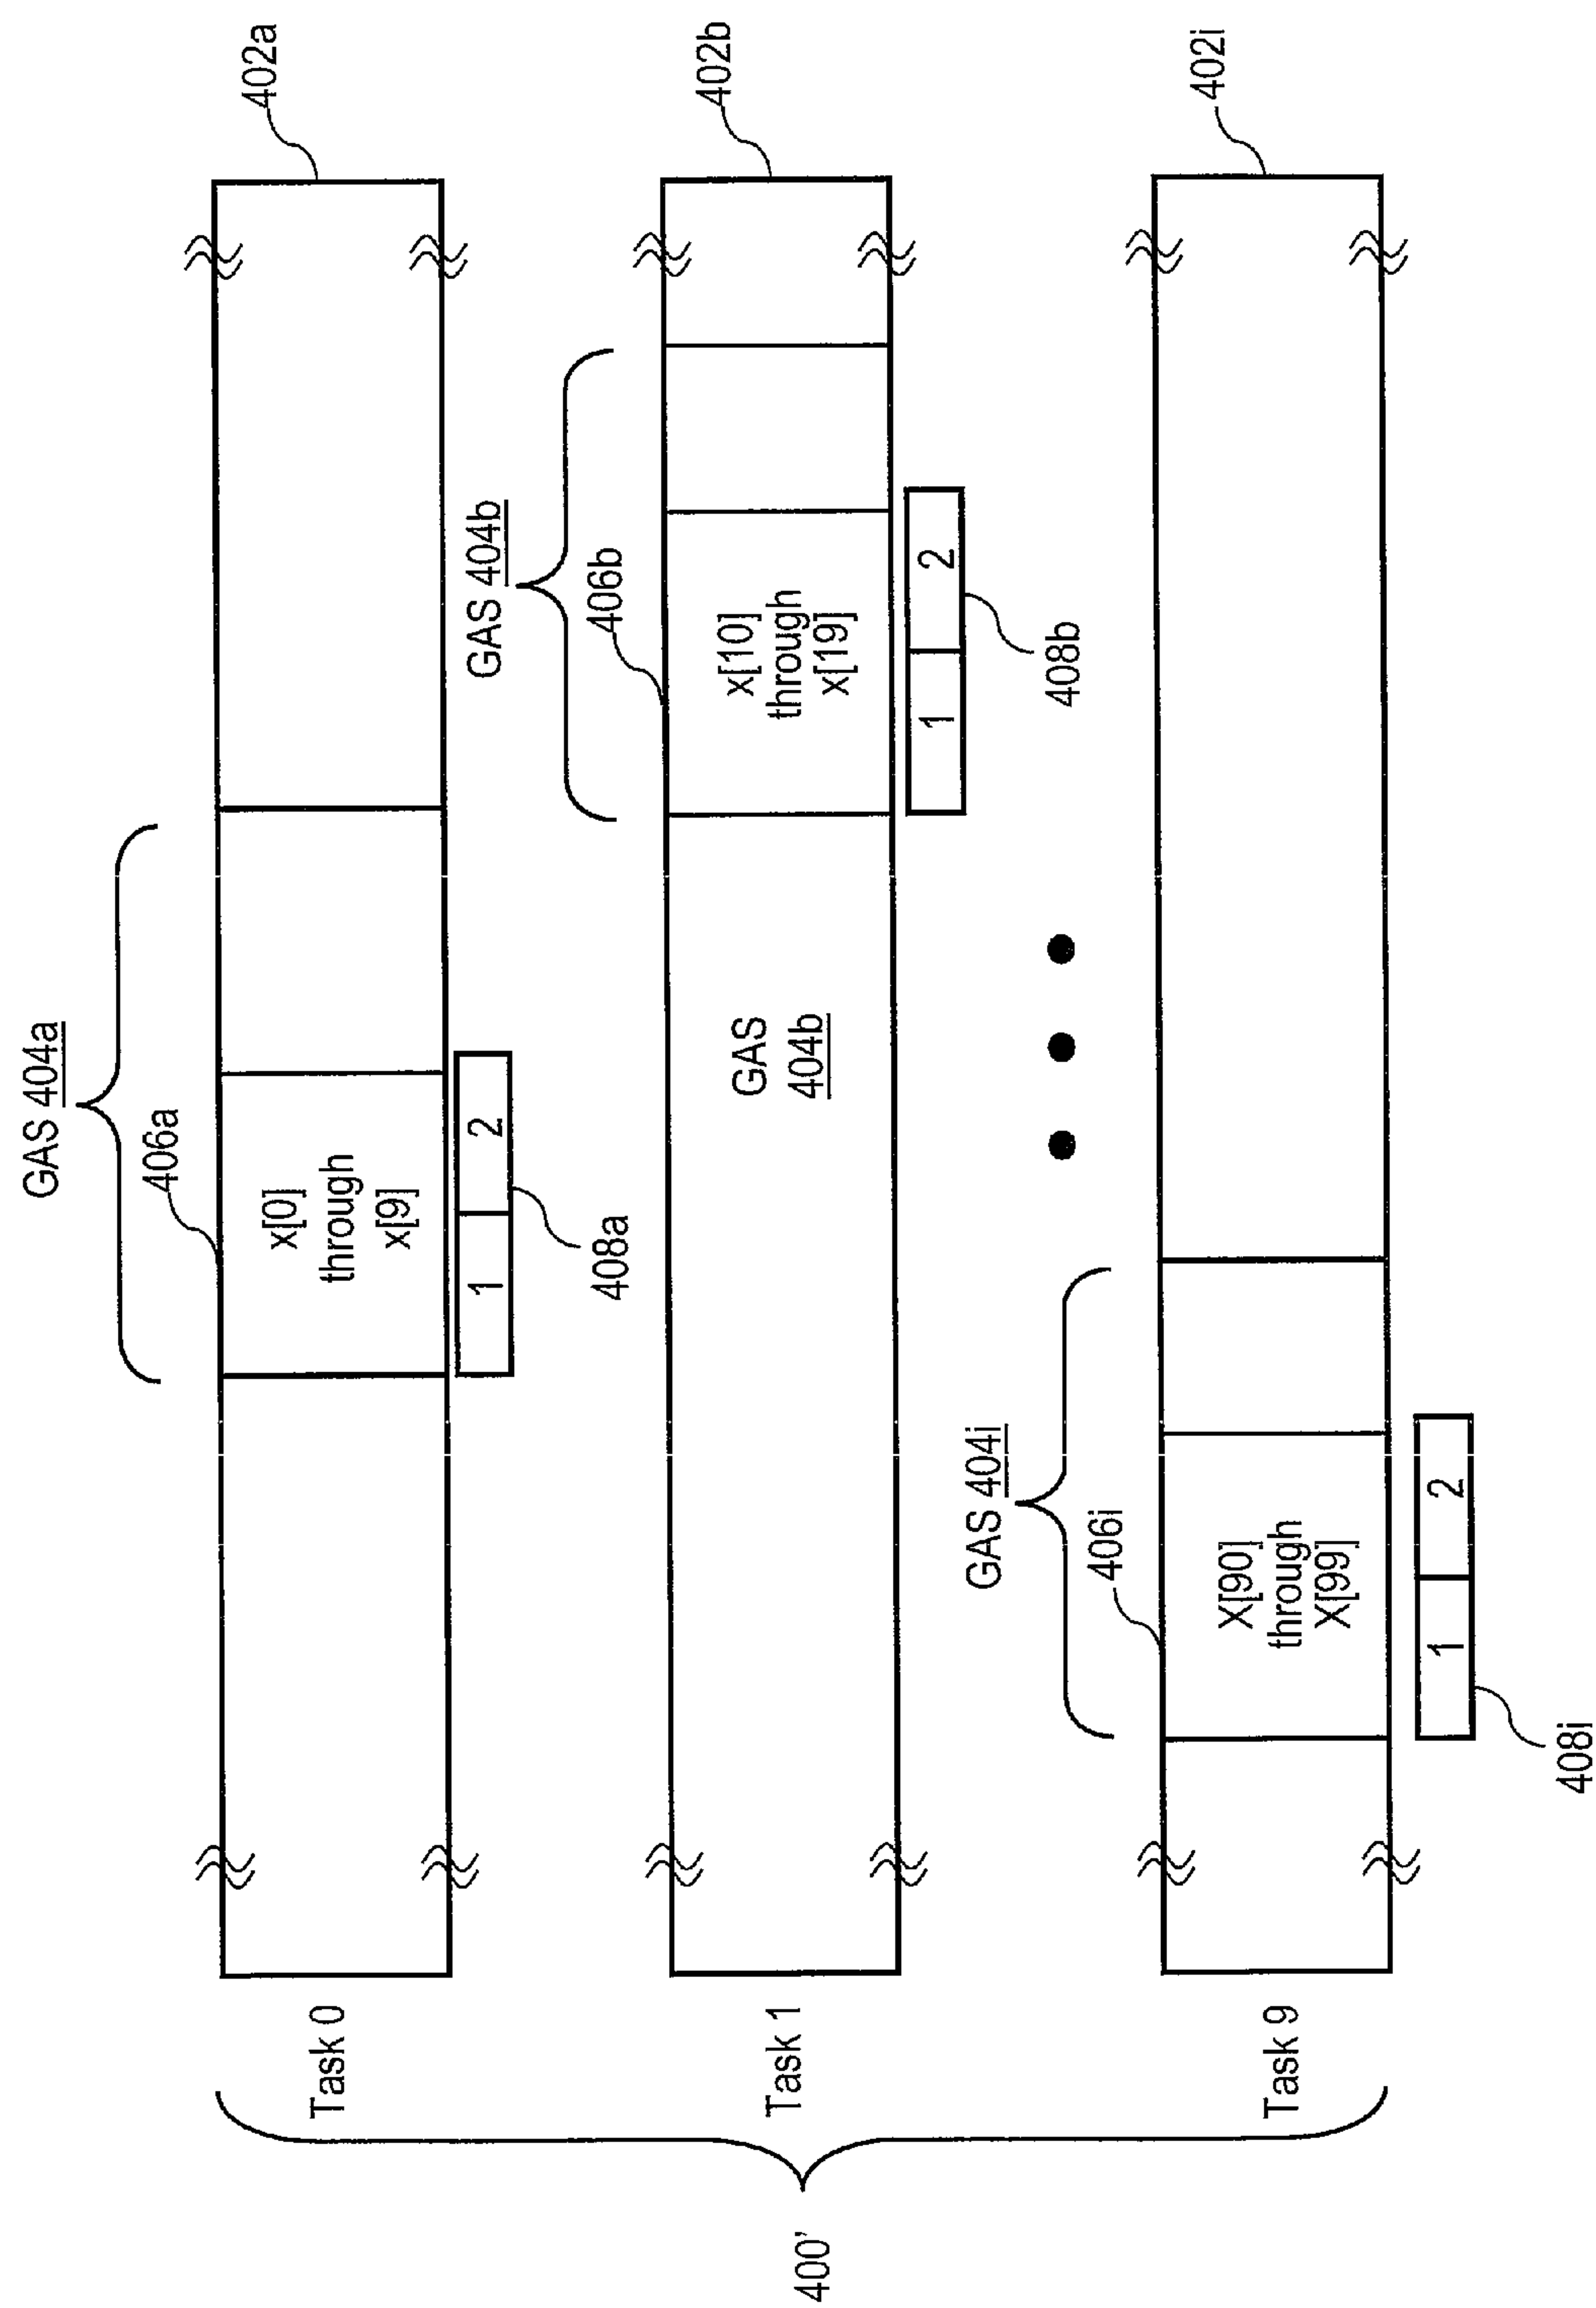 GAS 404a
402a
406a
Task 0
x[0]
through
x[9]
1
2
408a
GAS 404b
402b
406b
Task 1
GAS
404b
x[10]
through
x[19]
1
2
408b
400'
GAS 404i
402i
406i
Task 9
X[90]
through
X[99]
1
2
408i